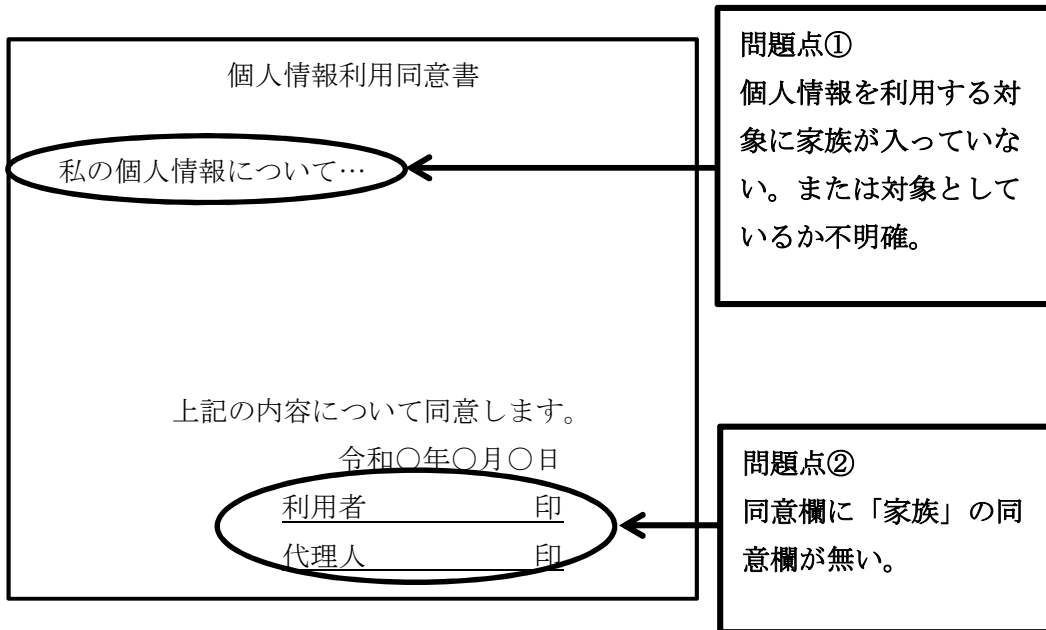 個人情報利用同意書
私の個人情報について…
上記の内容について同意します。
令和○年○月○日
利用者 印
代理人 印
問題点①
個人情報を利用する対
象に家族が入っていな
い。または対象として
いるか不明確。
問題点②
同意欄に「家族」の同
意欄が無い。